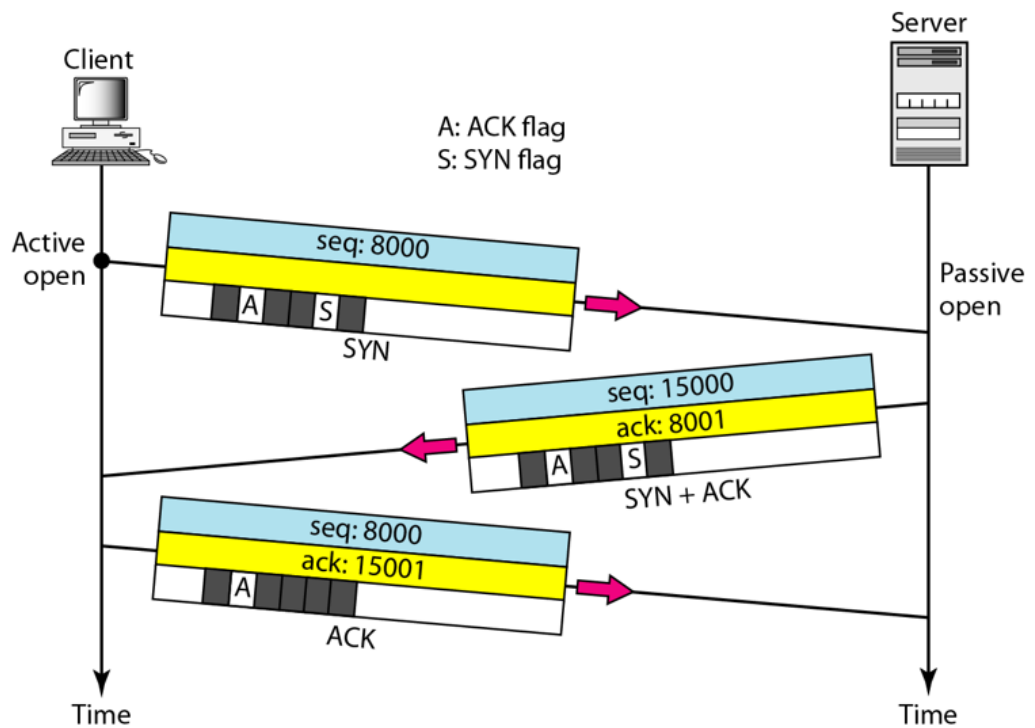 Server
Client
A: ACK flag
S: SYN flag
Active
open
Passive
open
seq: 8000
A
S
SYN
seq: 15000
ack: 8001
A
S
SYN + ACK
seq: 8000
ack: 15001
A
ACK
Time
Time